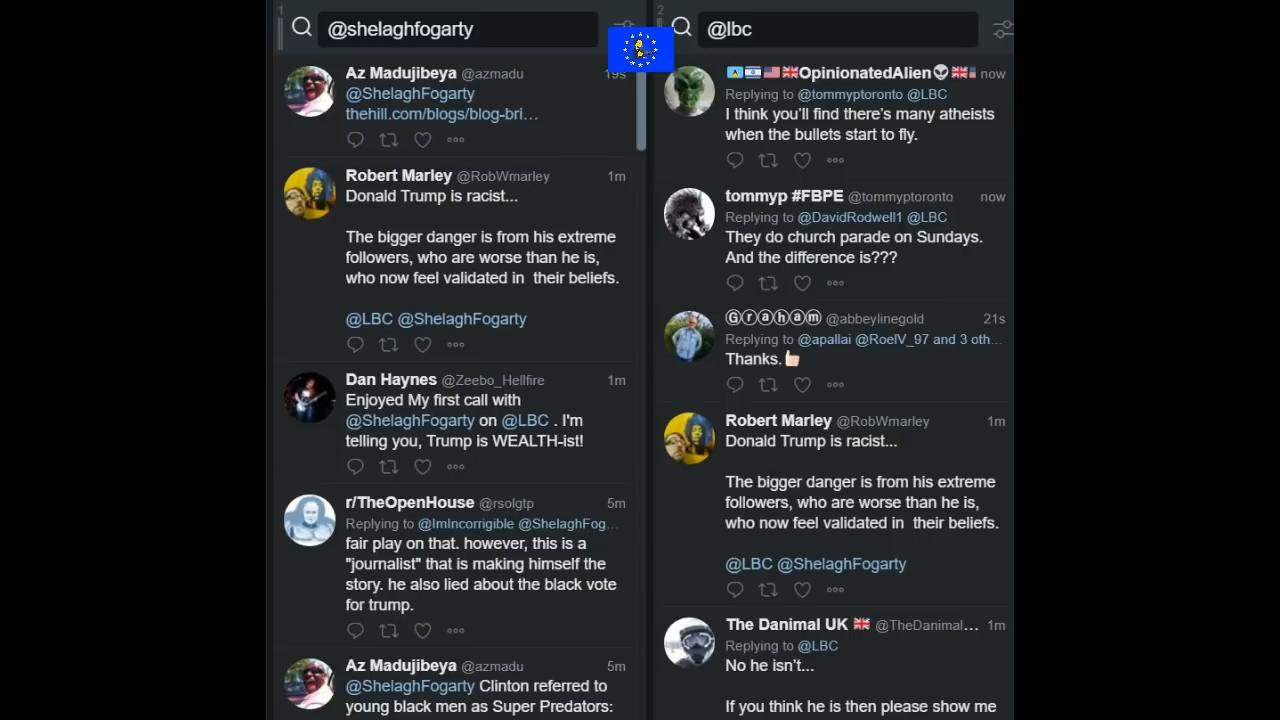 1
@shelaghfogarty
Az Madujibeya @azmadu 19s
@ShelaghFogarty
thehill.com/blogs/blog-bri…
Robert Marley @RobWmarley 1m
Donald Trump is racist...
The bigger danger is from his extreme
followers, who are worse than he is,
who now feel validated in  their beliefs.
@LBC @ShelaghFogarty
Dan Haynes @Zeebo_Hellfire 1m
Enjoyed My first call with
@ShelaghFogarty on @LBC . I'm
telling you, Trump is WEALTH-ist!
r/TheOpenHouse @rsolgtp 5m
Replying to @ImIncorrigible @ShelaghFog…
fair play on that. however, this is a
"journalist" that is making himself the
story. he also lied about the black vote
for trump.
Az Madujibeya @azmadu 5m
@ShelaghFogarty Clinton referred to
young black men as Super Predators:
2
@lbc
OpinionatedAlien now
Replying to @tommyptoronto @LBC
I think you'll find there's many atheists
when the bullets start to fly.
tommyp #FBPE @tommyptoronto now
Replying to @DavidRodwell1 @LBC
They do church parade on Sundays.
And the difference is???
Ⓖⓡⓐⓗⓐⓜ @abbeylinegold 21s
Replying to @apallai @RoelV_97 and 3 oth…
Thanks.👍🏻
Robert Marley @RobWmarley 1m
Donald Trump is racist...
The bigger danger is from his extreme
followers, who are worse than he is,
who now feel validated in  their beliefs.
@LBC @ShelaghFogarty
The Danimal UK 🇬🇧 @TheDanimal… 1m
Replying to @LBC
No he isn't...
If you think he is then please show me